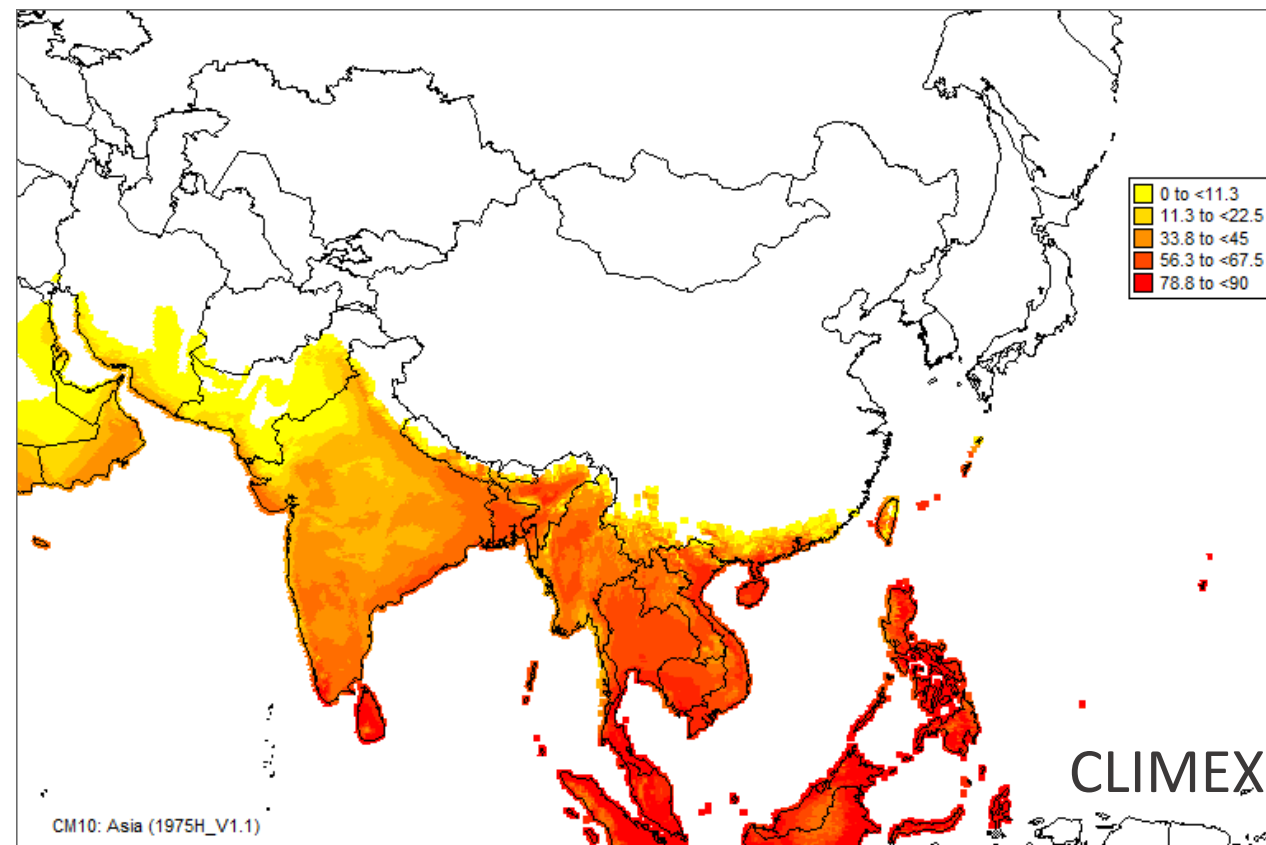 0 to <11.3
11.3 to <22.5
33.8 to <45
56.3 to <67.5
78.8 to <90
CLIMEX
CM10: Asia (1975H_V1.1)